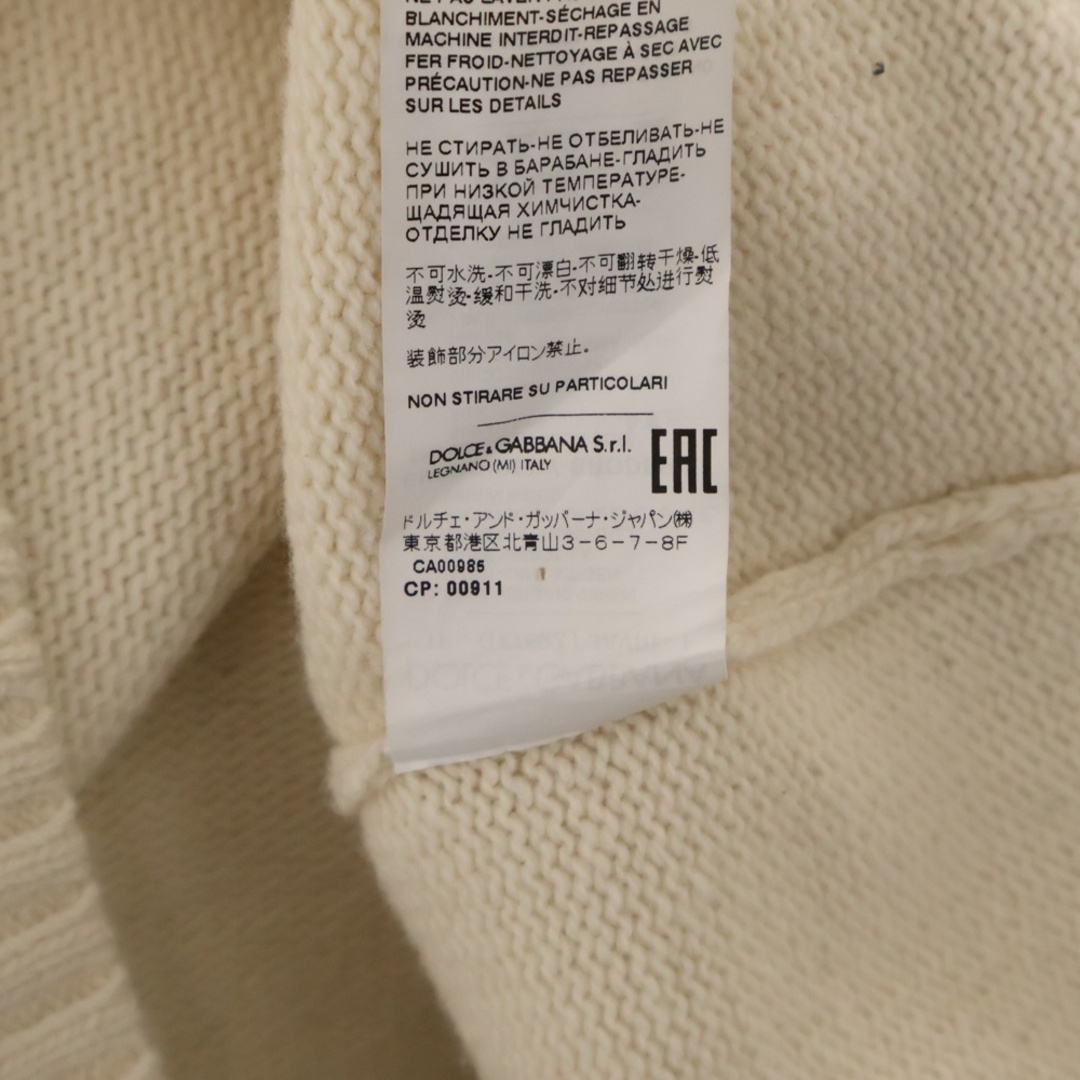 BLANCHIMENT-SÉCHAGE EN
MACHINE INTERDIT-REPASSAGE
FER FROID-NETTOYAGE À SEC AVEC
PRÉCAUTION-NE PAS REPASSER
SUR LES DETAILS
НЕ СТИРАТЬ-НЕ ОТБЕЛИВАТЬ-НЕ
СУШИТЬ В БАРАБАНЕ-ГЛАДИТЬ
ПРИ НИЗКОЙ ТЕМПЕРАТУРЕ-
ЩАДЯЩАЯ ХИМЧИСТКА-
ОТДЕЛКУ НЕ ГЛАДИТЬ
不可水洗-不可漂白-不可翻转干燥-低
温熨烫-缓和干洗-不对细节处进行熨
烫
装飾部分アイロン禁止。
NON STIRARE SU PARTICOLARI
DOLCE & GABBANA S.r.l.
LEGNANO (MI) ITALY
EAC
ドルチェ・アンド・ガッバーナ・ジャパン㈱
東京都港区北青山3-6-7-8F
CA00985
CP: 00911